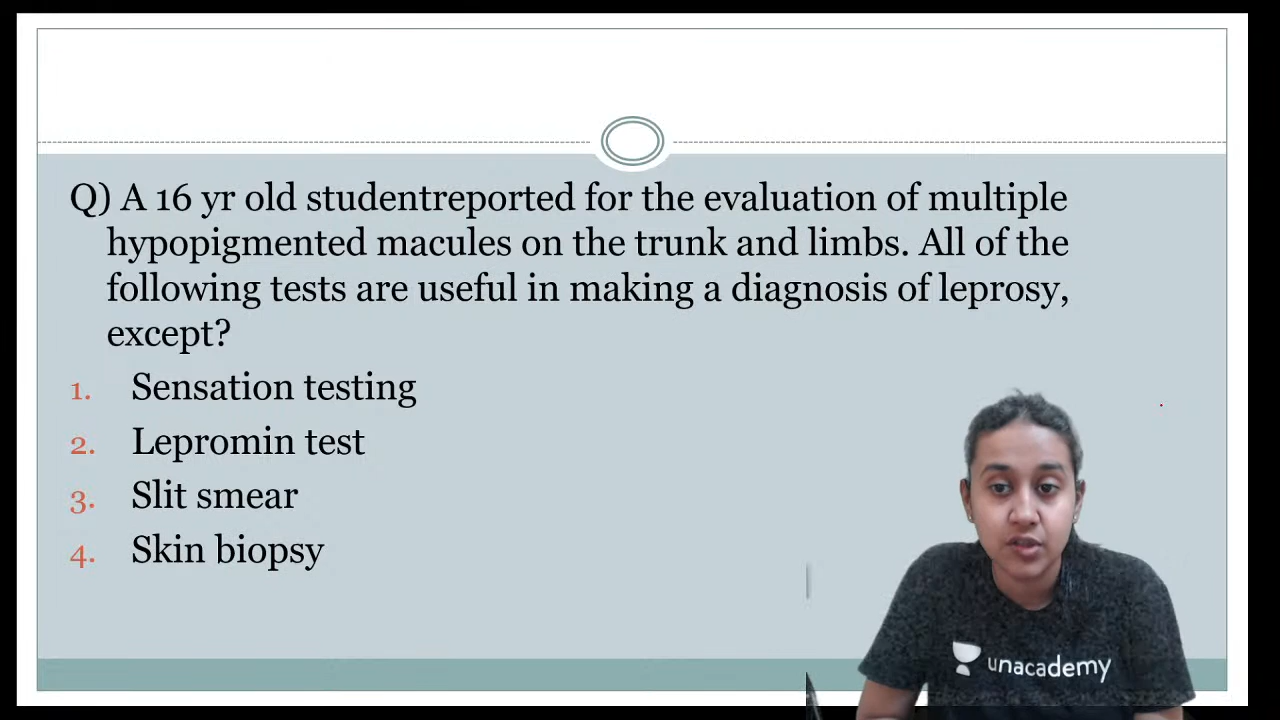 Q) A 16 yr old studentreported for the evaluation of multiple
hypopigmented macules on the trunk and limbs. All of the
following tests are useful in making a diagnosis of leprosy,
except?
1. Sensation testing
2. Lepromin test
3. Slit smear
4. Skin biopsy
unacademy